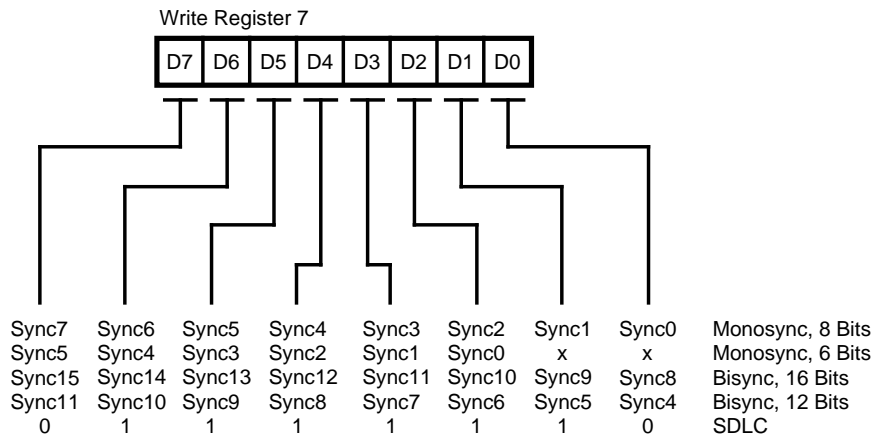 Write Register 7
D7 D6 D5 D4 D3 D2 D1 D0
Sync7 Sync6 Sync5 Sync4 Sync3 Sync2 Sync1 Sync0 Monosync, 8 Bits
Sync5 Sync4 Sync3 Sync2 Sync1 Sync0 x x Monosync, 6 Bits
Sync15 Sync14 Sync13 Sync12 Sync11 Sync10 Sync9 Sync8 Bisync, 16 Bits
Sync11 Sync10 Sync9 Sync8 Sync7 Sync6 Sync5 Sync4 Bisync, 12 Bits
0 1 1 1 1 1 1 0 SDLC